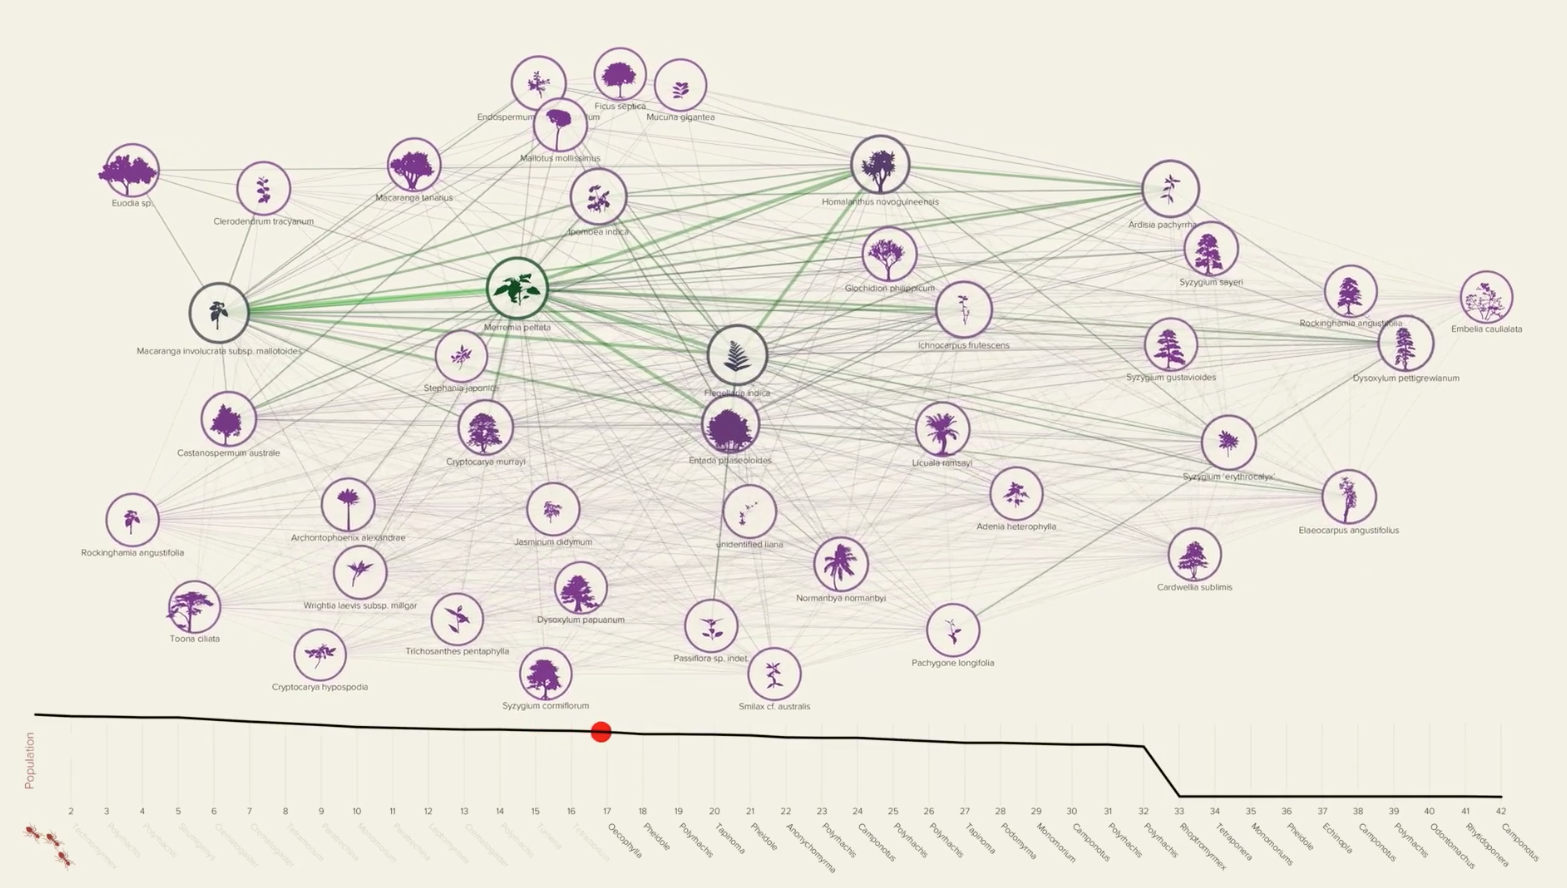 Ficus septica
Endospermum
lum
Mucuna gigantea
Mallotus mollissimus
Macaranga tanarius
Euodia sp.
Homalanthus novoguineensis
Clerodendrum tracyanum
Ardisia pachyrrha
Ipomoea indica
Syzygium sayeri
Glochidion philippicum
Rockinghamia angustifolia
Merremia peltata
Embelia caulialata
Ichnocarpus frutescens
Macaranga involucrata subsp. mallotoides
Syzygium gustavioides
Dysoxylum pettigrewianum
Stephania japonica
Flagellaria indica
Castanospermum australe
Cryptocarya murrayi
Entada phaseoloides
Licuala ramsayi
Syzygium 'erythrocalyx'
Adenia heterophylla
Elaeocarpus angustifolius
Archontophoenix alexandrae
Jasminum didymum
unidentified liana
Rockinghamia angustifolia
Cardwellia sublimis
Normanbya normanbyi
Wrightia laevis subsp. millgar
Dysoxylum papuanum
Toona ciliata
Trichosanthes pentaphylla
Passiflora sp. indet.
Pachygone longifolia
Cryptocarya hypospodia
Syzygium cormiflorum
Smilax cf. australis
Population
2 3 4 5 6 7 8 9 10 11 12 13 14 15 16 17 18 19 20 21 22 23 24 25 26 27 28 29 30 31 32 33 34 35 36 37 38 39 40 41 42
Oecophylla
Pheidole
Polyrhachis
Tapinoma
Pheidole
Anonychomyrma
Polyrhachis
Camponotus
Polyrhachis
Polyrhachis
Tapinoma
Podomyrma
Monomorium
Camponotus
Polyrhachis
Polyrhachis
Rhoptromyrmex
Tetraponera
Monomoriums
Pheidole
Echiropla
Camponotus
Polyrhachis
Odontomachus
Rhytidoponera
Camponotus